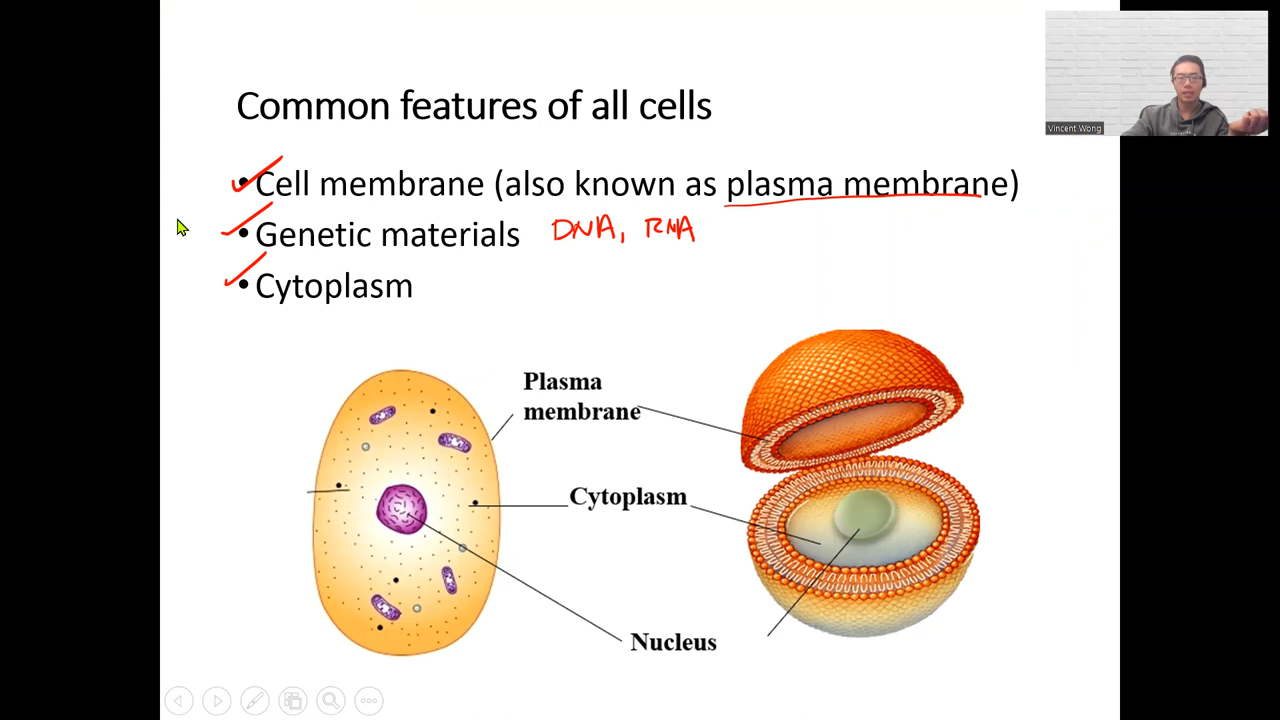 Common features of all cells
Vincent Wong
• Cell membrane (also known as plasma membrane)
• Genetic materials DNA, RNA
• Cytoplasm
Plasma
membrane
Cytoplasm
Nucleus